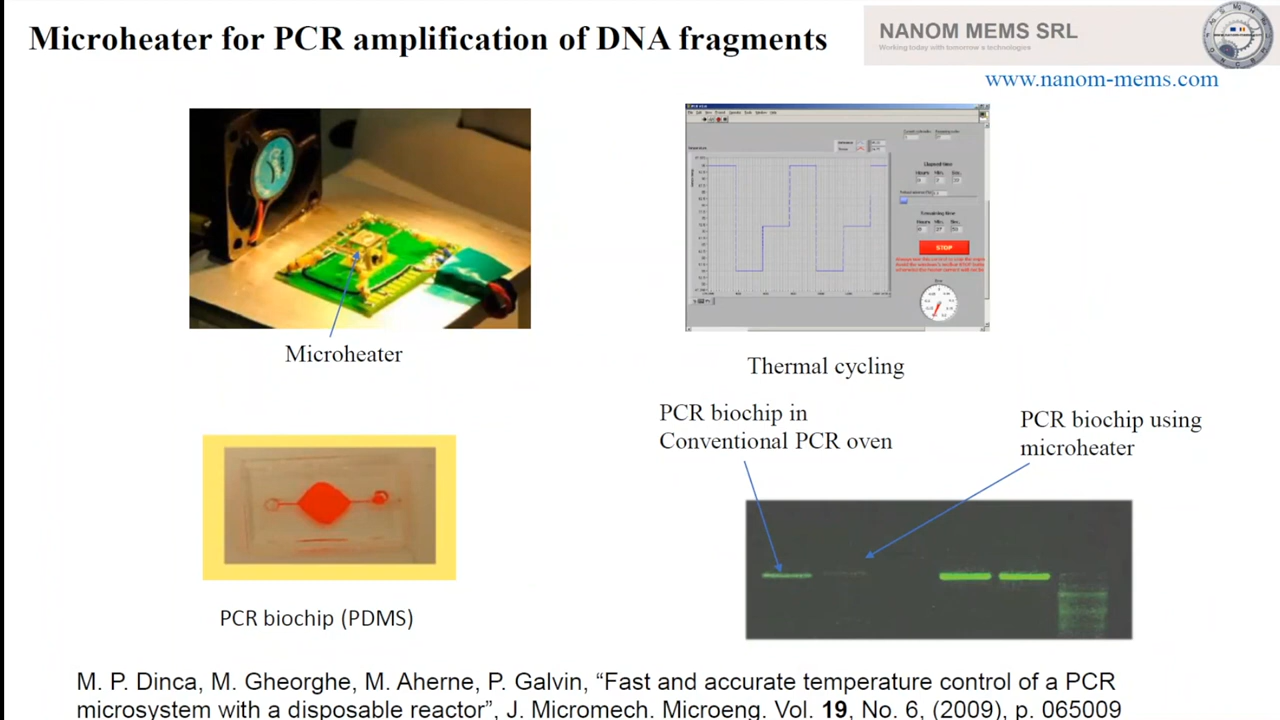 Microheater for PCR amplification of DNA fragments
NANOM MEMS SRL
Working today with tomorrow's technologies
www.nanom-mems.com
Microheater
STOP
Thermal cycling
PCR biochip in
Conventional PCR oven
PCR biochip using
microheater
PCR biochip (PDMS)
M. P. Dinca, M. Gheorghe, M. Aherne, P. Galvin, “Fast and accurate temperature control of a PCR
microsystem with a disposable reactor”, J. Micromech. Microeng. Vol. 19, No. 6, (2009), p. 065009